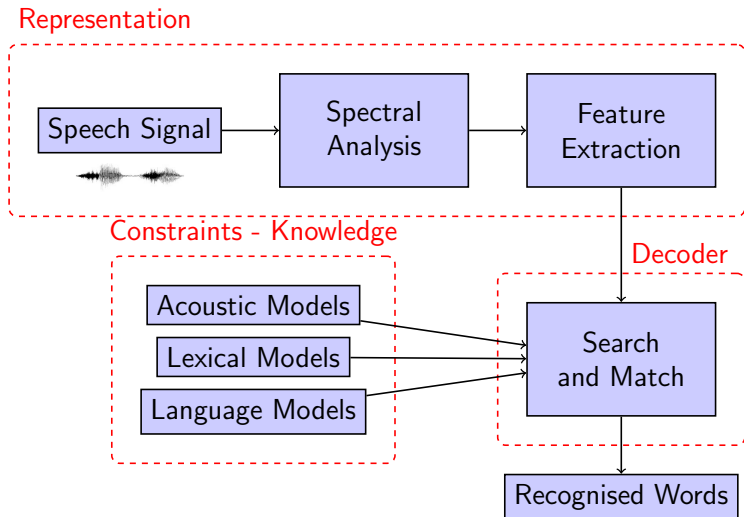 Representation
Speech Signal
Spectral
Analysis
Feature
Extraction
Constraints - Knowledge
Decoder
Acoustic Models
Lexical Models
Language Models
Search
and Match
Recognised Words